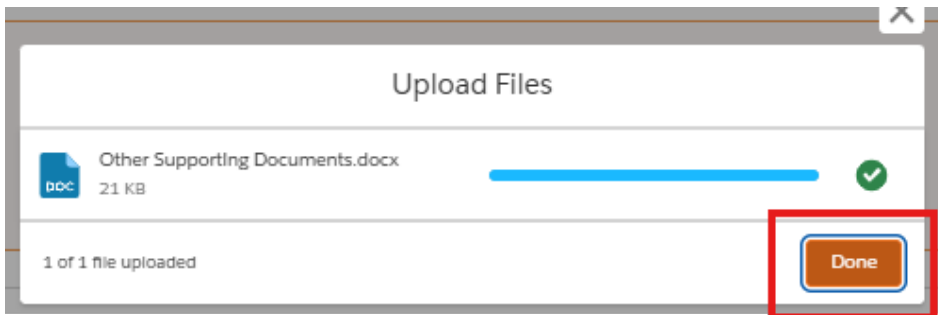 Upload Files
Other Supporting Documents.docx
DOC
21 KB
1 of 1 file uploaded
Done